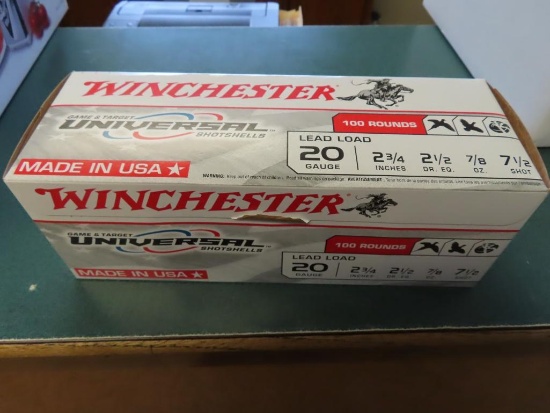 WINCHESTER
GAME & TARGET
UNIVERSAL™
SHOTSHELLS
100 ROUNDS
LEAD LOAD
20 2 3/4 2 1/2 7/8 7 1/2
GAUGE INCHES DR. EQ. OZ. SHOT
MADE IN USA
WINCHESTER
GAME & TARGET
UNIVERSAL™
SHOTSHELLS
100 ROUNDS
LEAD LOAD
20 2 3/4 2 1/2 7/8 7 1/2
GAUGE INCHES DR. EQ. OZ. SHOT
MADE IN USA